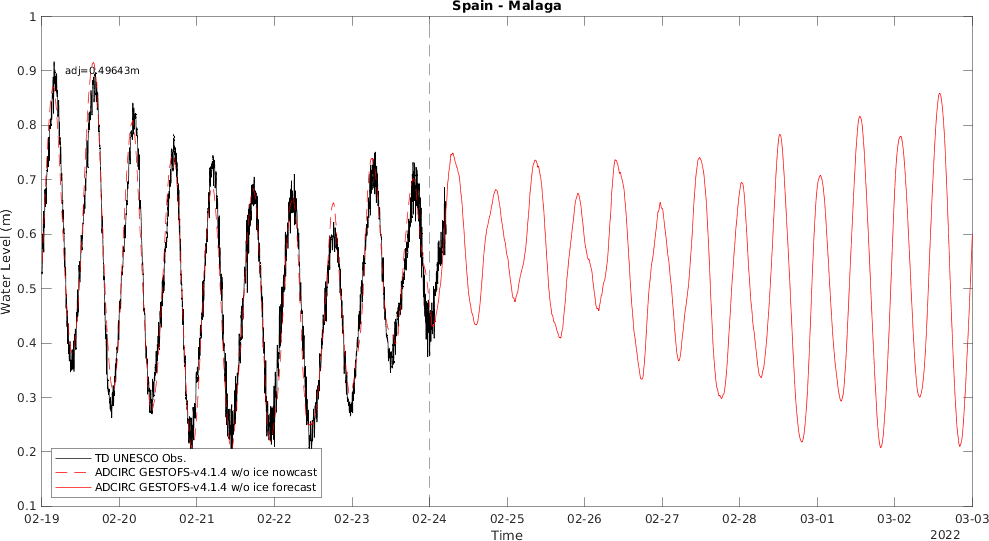 Spain - Malaga
1
0.9
0.8
0.7
0.6
0.5
0.4
0.3
0.2
0.1
Water Level (m)
adj=0.49643m
TD UNESCO Obs.
ADCIRC GESTOFS-v4.1.4 w/o ice nowcast
ADCIRC GESTOFS-v4.1.4 w/o ice forecast
02-19 02-20 02-21 02-22 02-23 02-24 02-25 02-26 02-27 02-28 03-01 03-02 03-03
Time
2022